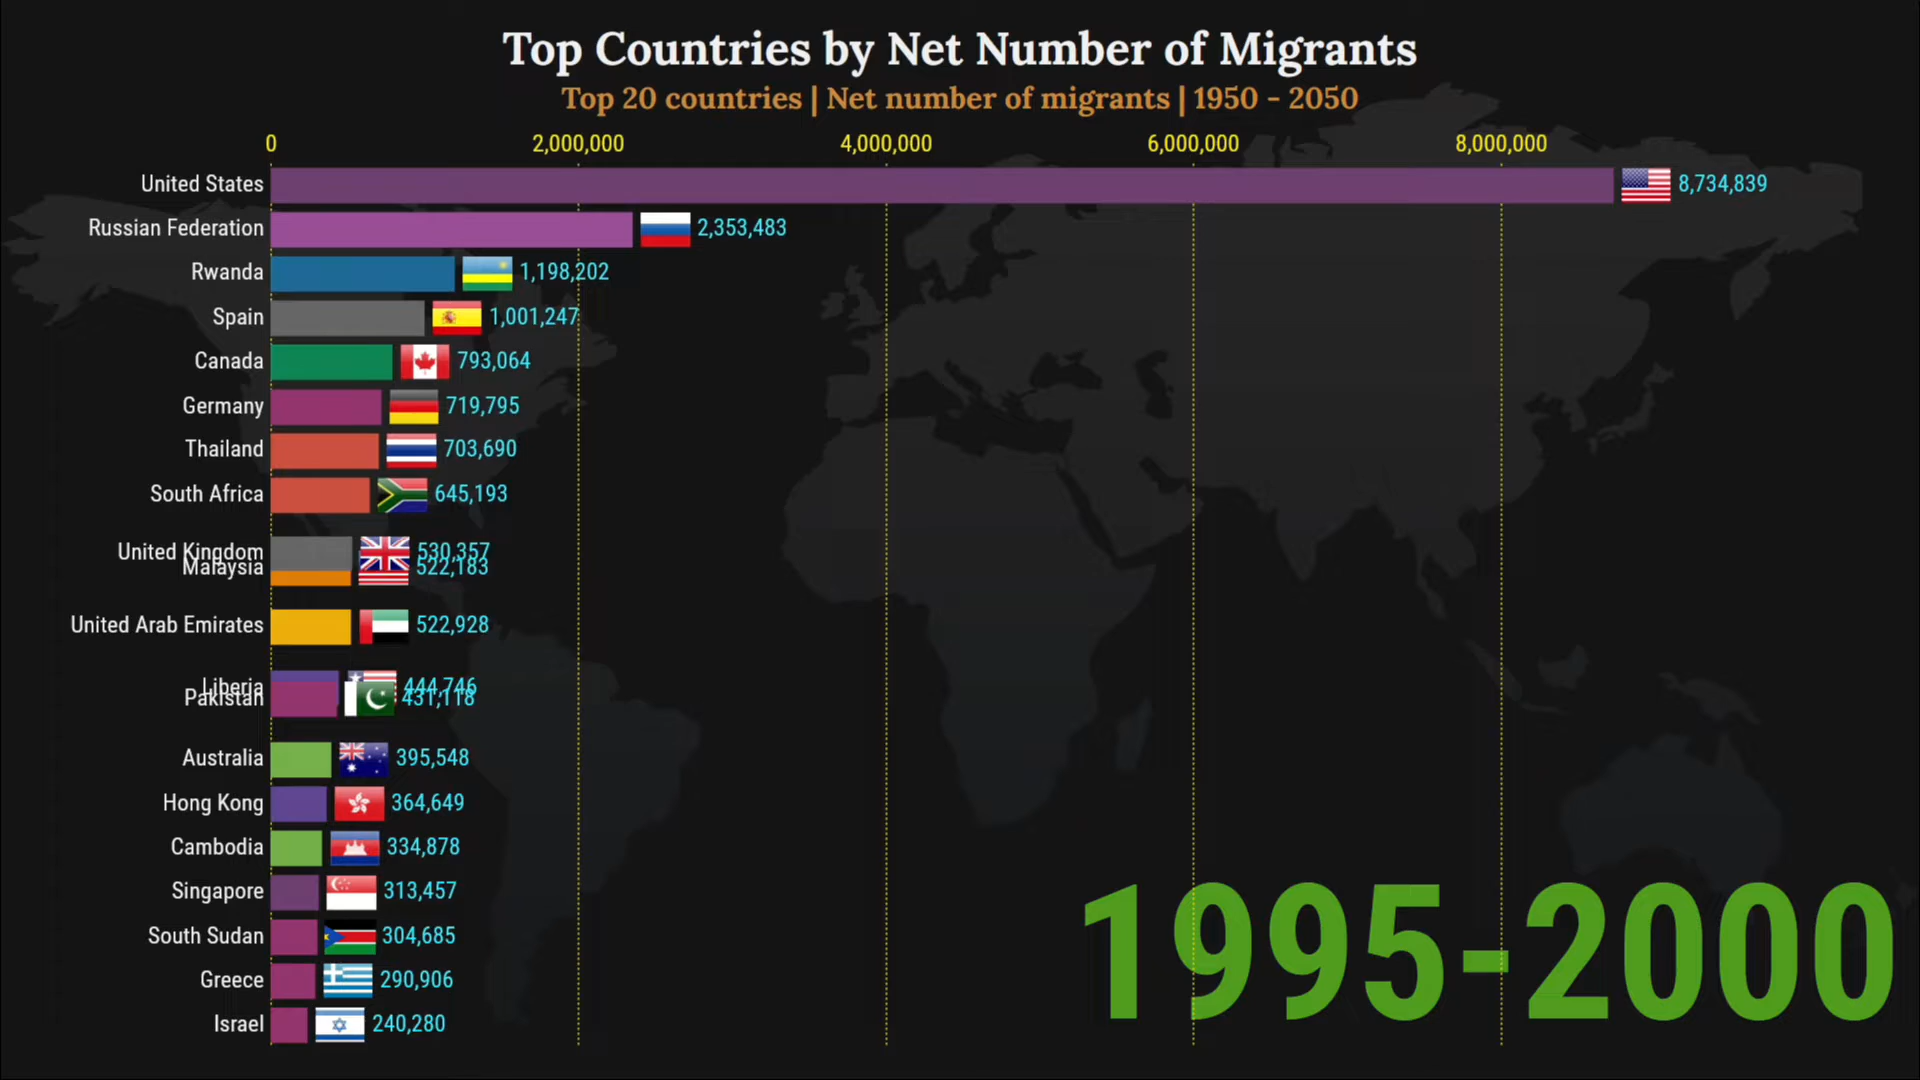 Top Countries by Net Number of Migrants
Top 20 countries | Net number of migrants | 1950 - 2050
0 2,000,000 4,000,000 6,000,000 8,000,000
United States 8,734,839
Russian Federation 2,353,483
Rwanda 1,198,202
Spain 1,001,247
Canada 793,064
Germany 719,795
Thailand 703,690
South Africa 645,193
United Kingdom 530,357
Malaysia 522,183
United Arab Emirates 522,928
Liberia 444,746
Pakistan 431,118
Australia 395,548
Hong Kong 364,649
Cambodia 334,878
Singapore 313,457
South Sudan 304,685
Greece 290,906
Israel 240,280
1995-2000